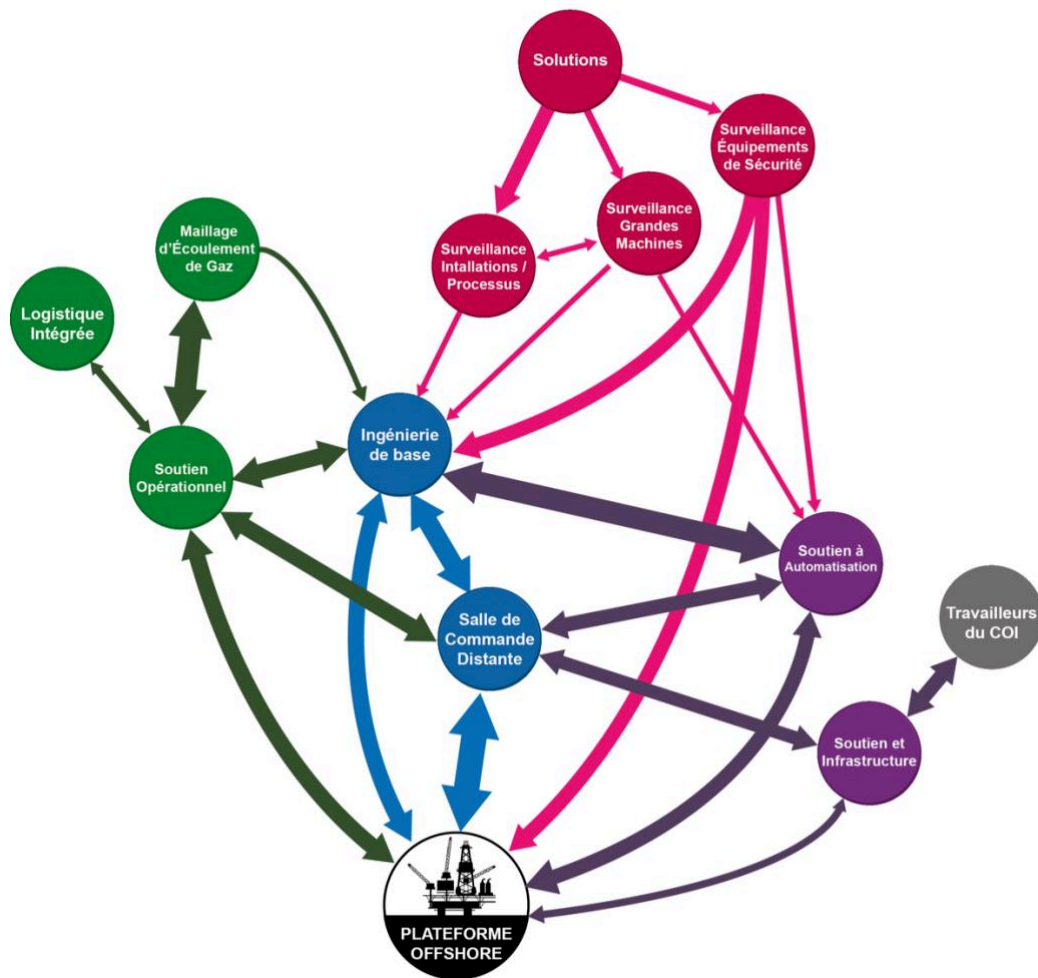 Solutions
Surveillance
Équipements
de Sécurité
Maillage
d'Écoulement
de Gaz
Surveillance
Grandes
Machines
Surveillance
Intallations /
Processus
Logistique
Intégrée
Ingénierie
de base
Soutien
Opérationnel
Soutien à
Automatisation
Salle de
Commande
Distante
Travailleurs
du COI
Soutien et
Infrastructure
PLATEFORME
OFFSHORE